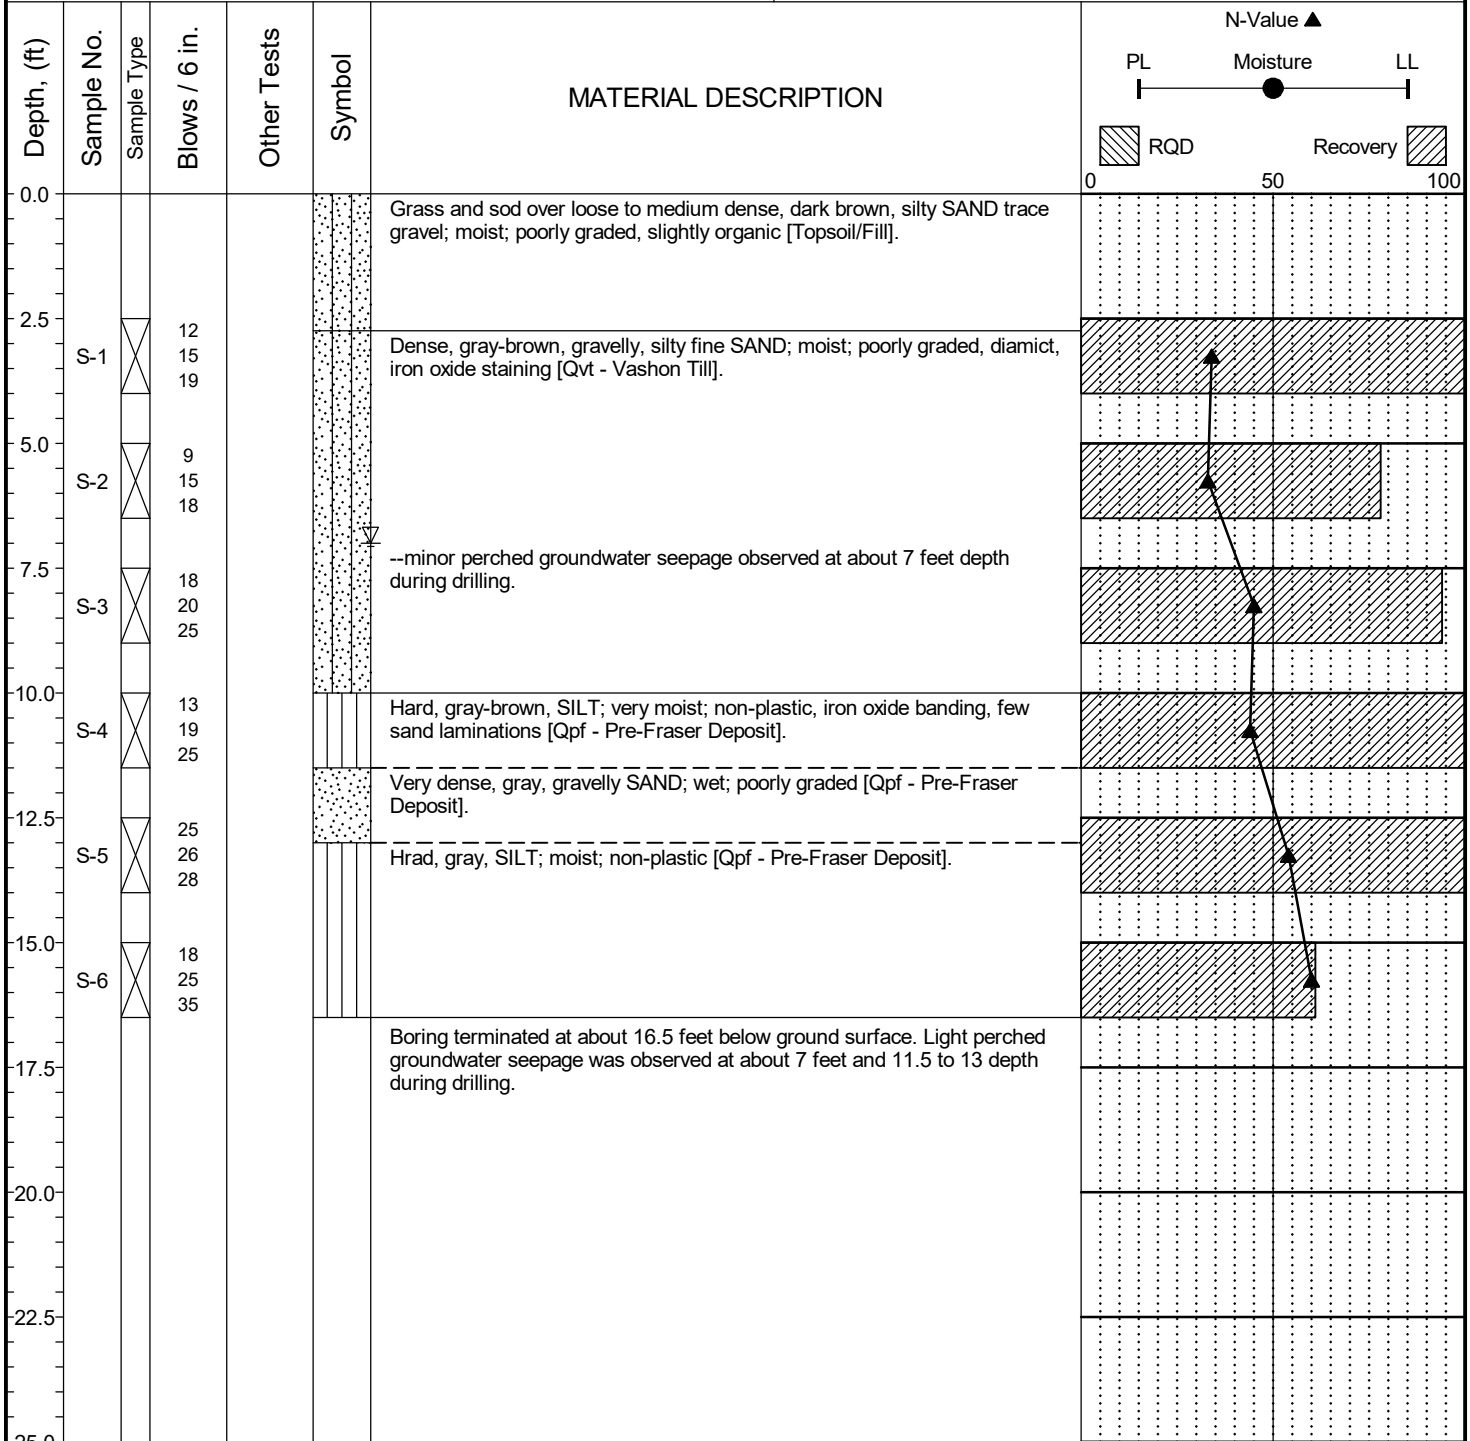 Depth, (ft)
Sample No.
Sample Type
Blows / 6 in.
Other Tests
Symbol
MATERIAL DESCRIPTION
N-Value
PL Moisture LL
RQD Recovery
0 50 100
0.0
Grass and sod over loose to medium dense, dark brown, silty SAND trace
gravel; moist; poorly graded, slightly organic [Topsoil/Fill].
2.5
S-1
12
15
19
Dense, gray-brown, gravelly, silty fine SAND; moist; poorly graded, diamict,
iron oxide staining [Qvt - Vashon Till].
5.0
S-2
9
15
18
--minor perched groundwater seepage observed at about 7 feet depth
during drilling.
7.5
S-3
18
20
25
10.0
S-4
13
19
25
Hard, gray-brown, SILT; very moist; non-plastic, iron oxide banding, few
sand laminations [Qpf - Pre-Fraser Deposit].
Very dense, gray, gravelly SAND; wet; poorly graded [Qpf - Pre-Fraser
Deposit].
12.5
S-5
25
26
28
Hrad, gray, SILT; moist; non-plastic [Qpf - Pre-Fraser Deposit].
15.0
S-6
18
25
35
Boring terminated at about 16.5 feet below ground surface. Light perched
groundwater seepage was observed at about 7 feet and 11.5 to 13 depth
during drilling.
17.5
20.0
22.5
25.0